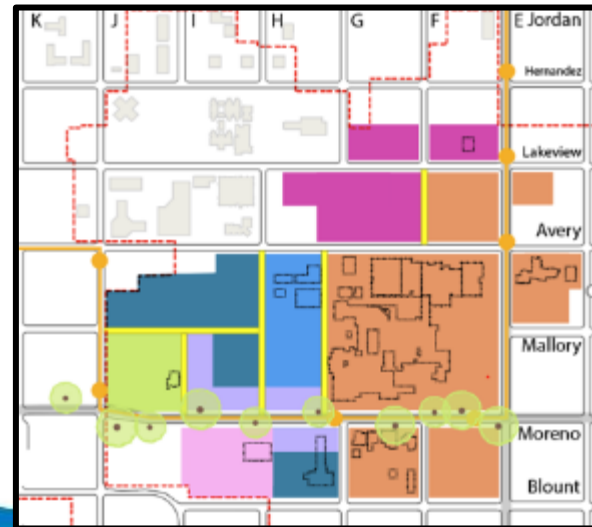 K J I H G F E Jordan
Hernandez
Lakeview
Avery
Mallory
Moreno
Blount